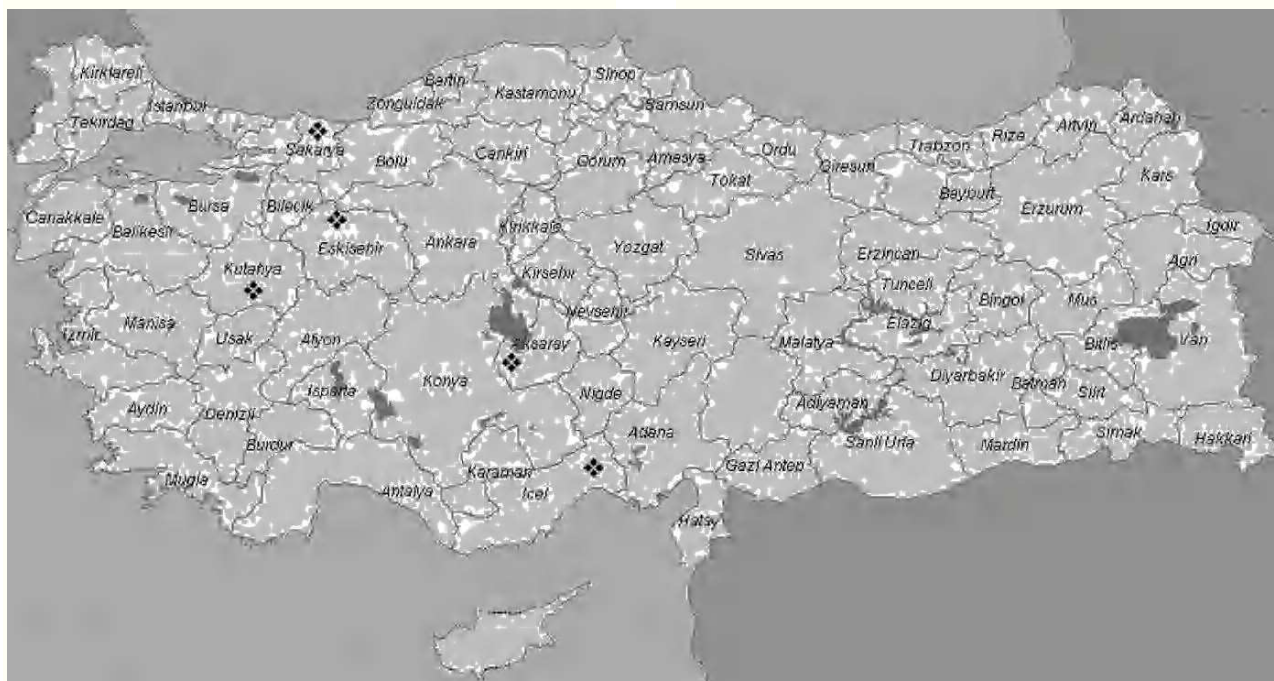 Kirklareli
Sinop
Bartin
Kastamonu
Zonguldak
Samsun
Istanbul
Tekirdag
Sakarya
Bolu
Cankiri
Corum
Amasya
Ordu
Giresun
Trabzon
Rize
Artvin
Ardahan
Tokat
Kars
Bayburt
Erzurum
Canakkale
Balikesir
Bursa
Bilecik
Eskisehir
Ankara
Kirikkale
Yozgat
Sivas
Erzincan
Igdir
Agri
Kutahya
Kirsehir
Tunceli
Bingol
Mus
Nevsehir
Elazig
Izmir
Manisa
Usak
Afyon
Aksaray
Kayseri
Malatya
Bitlis
Van
Isparta
Konya
Nigde
Diyarbakir
Batman
Siirt
Aydin
Denizli
Burdur
Adiyaman
Adana
Sanli Urfa
Mardin
Sirnak
Hakkari
Mugla
Antalya
Karaman
Icel
Gazi Antep
Hatay